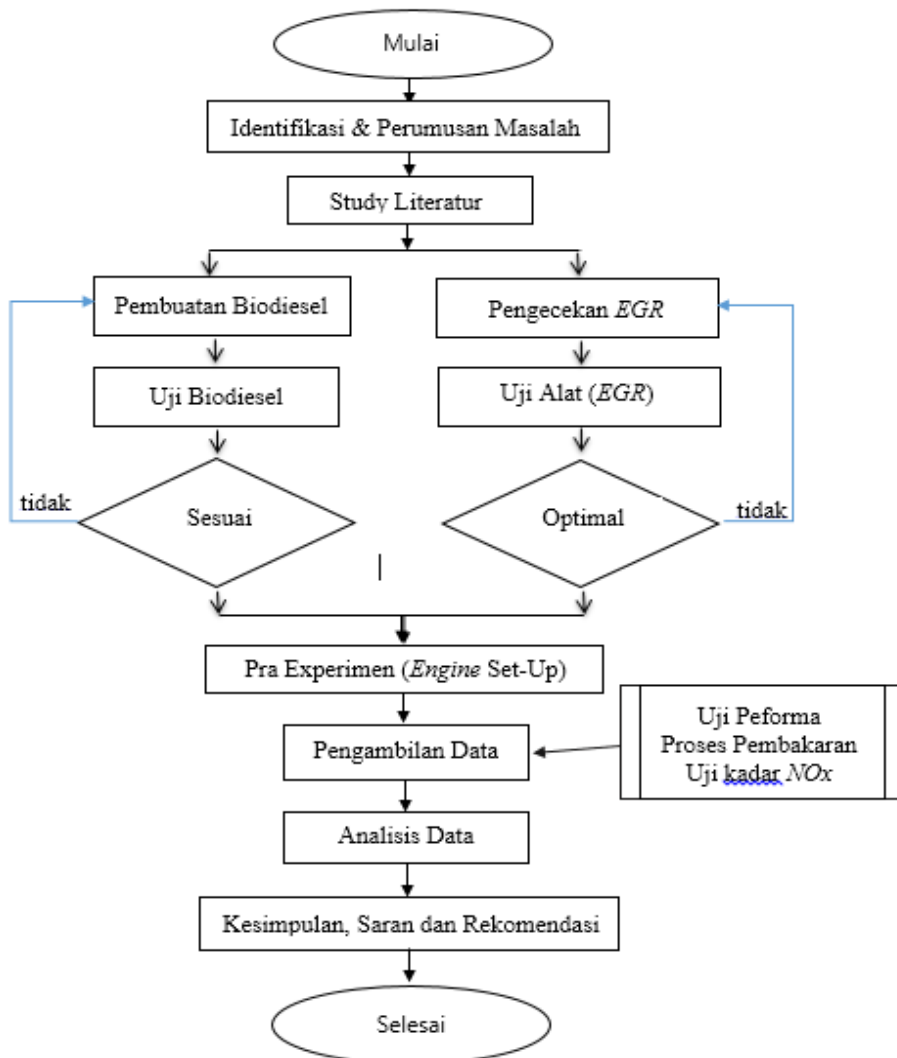 Mulai
Identifikasi & Perumusan Masalah
Study Literatur
Pembuatan Biodiesel
Pengecekan EGR
Uji Biodiesel
Uji Alat (EGR)
tidak
Sesuai
Optimal
tidak
Pra Experimen (Engine Set-Up)
Uji Peforma
Proses Pembakaran
Uji kadar NOx
Pengambilan Data
Analisis Data
Kesimpulan, Saran dan Rekomendasi
Selesai